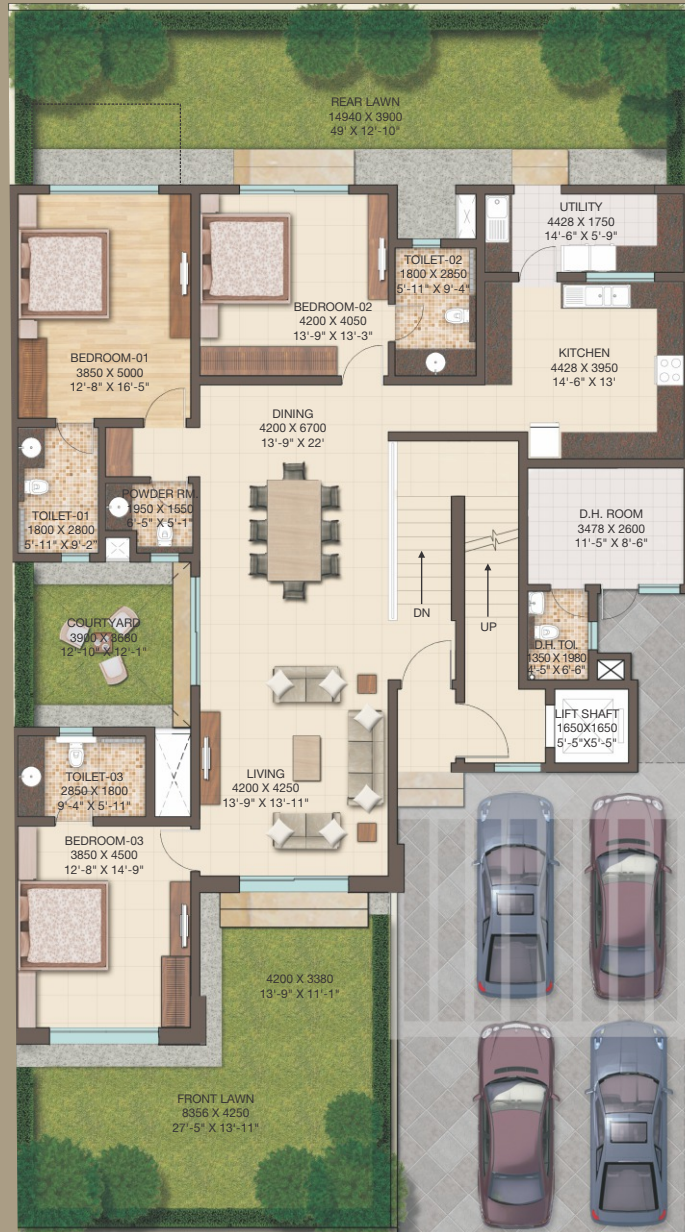 REAR LAWN
14940 X 3900
49' X 12'-10"
UTILITY
4428 X 1750
14'-6" X 5'-9"
TOILET-02
1800 X 2850
5'-11" X 9'-4"
BEDROOM-02
4200 X 4050
13'-9" X 13'-3"
BEDROOM-01
3850 X 5000
12'-8" X 16'-5"
KITCHEN
4428 X 3950
14'-6" X 13'
DINING
4200 X 6700
13'-9" X 22'
POWDER RM.
1950 X 1550
6'-5" X 5'-1"
TOILET-01
1800 X 2800
5'-11" X 9'-2"
D.H. ROOM
3478 X 2600
11'-5" X 8'-6"
DN
UP
COURTYARD
3900 X 3680
12'-10" X 12'-1"
D.H. TOI.
1350 X 1980
4'-5" X 6'-6"
LIFT SHAFT
1650X1650
5'-5"X5'-5"
TOILET-03
2850 X 1800
9'-4" X 5'-11"
LIVING
4200 X 4250
13'-9" X 13'-11"
BEDROOM-03
3850 X 4500
12'-8" X 14'-9"
4200 X 3380
13'-9" X 11'-1"
FRONT LAWN
8356 X 4250
27'-5" X 13'-11"